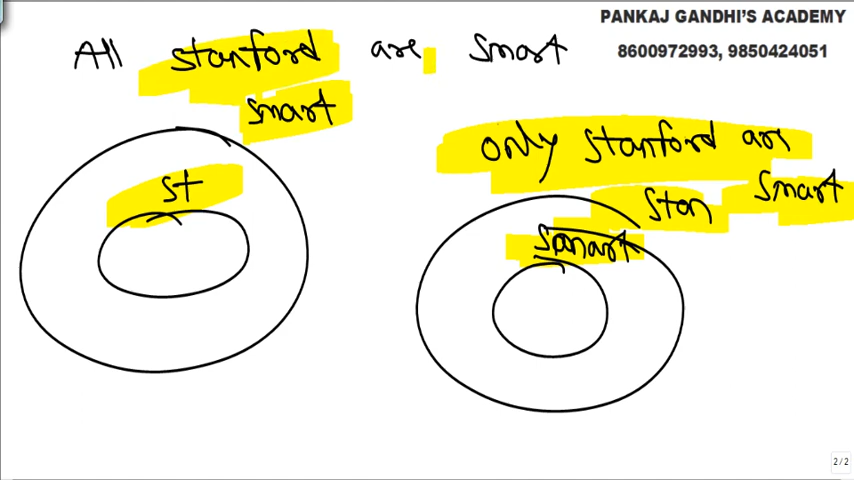 PANKAJ GANDHI'S ACADEMY
8600972993, 9850424051
All stanford are smart
smart
st
only stanford are
smart
stan
smart
2/2